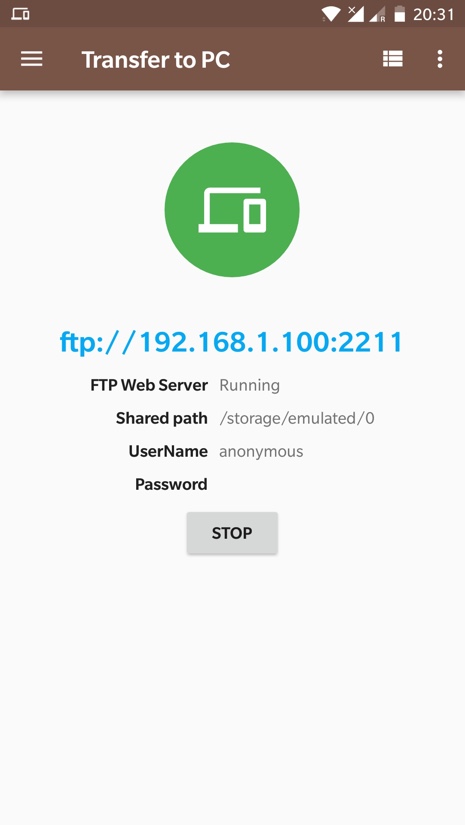 20:31
Transfer to PC
ftp://192.168.1.100:2211
FTP Web Server Running
Shared path /storage/emulated/0
UserName anonymous
Password
STOP